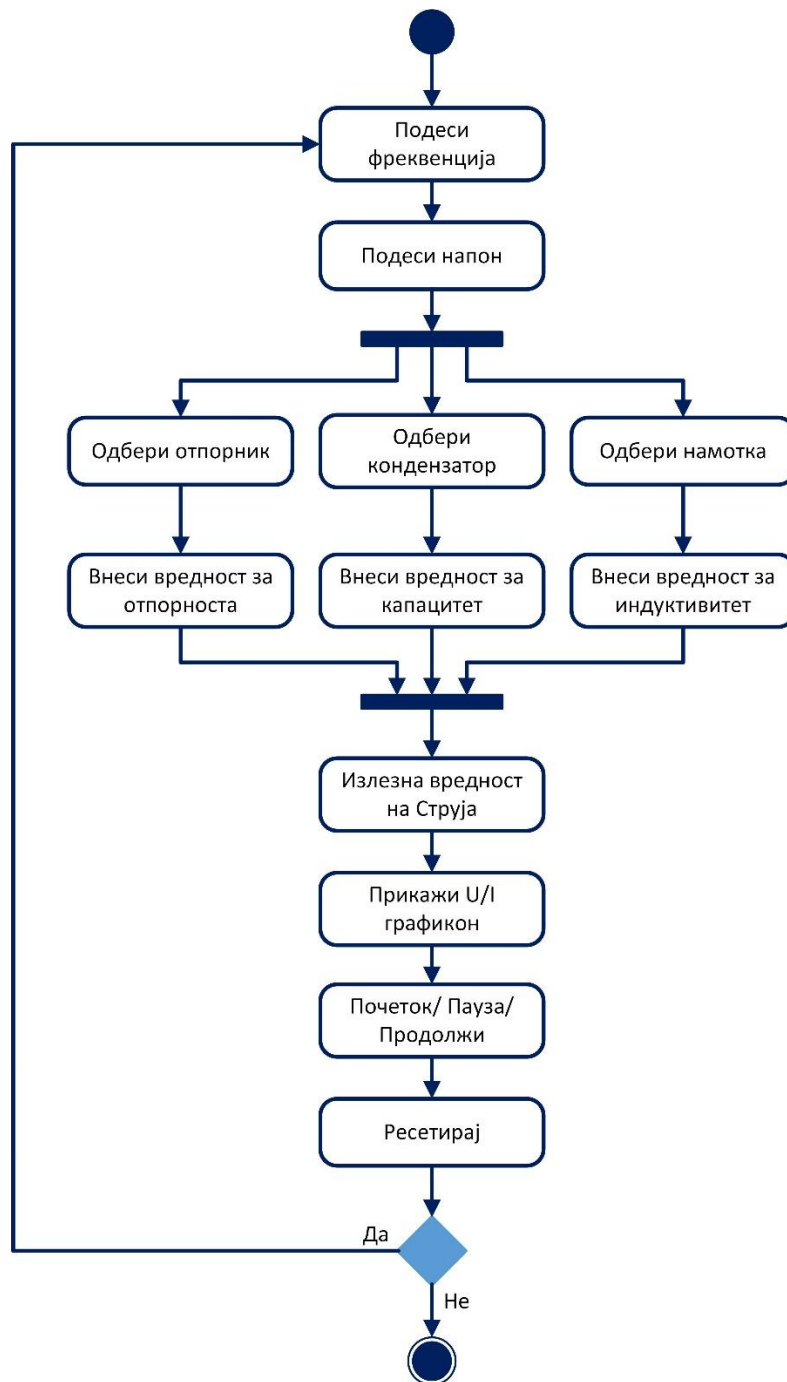 Подеси
фреквенција
Подеси напон
Одбери отпорник
Одбери
кондензатор
Одбери намотка
Внеси вредност за
отпорноста
Внеси вредност за
капацитет
Внеси вредност за
индуктивитет
Излезна вредност
на Струја
Прикажи U/I
графикон
Почеток/ Пауза/
Продолжи
Ресетирај
Да
Не